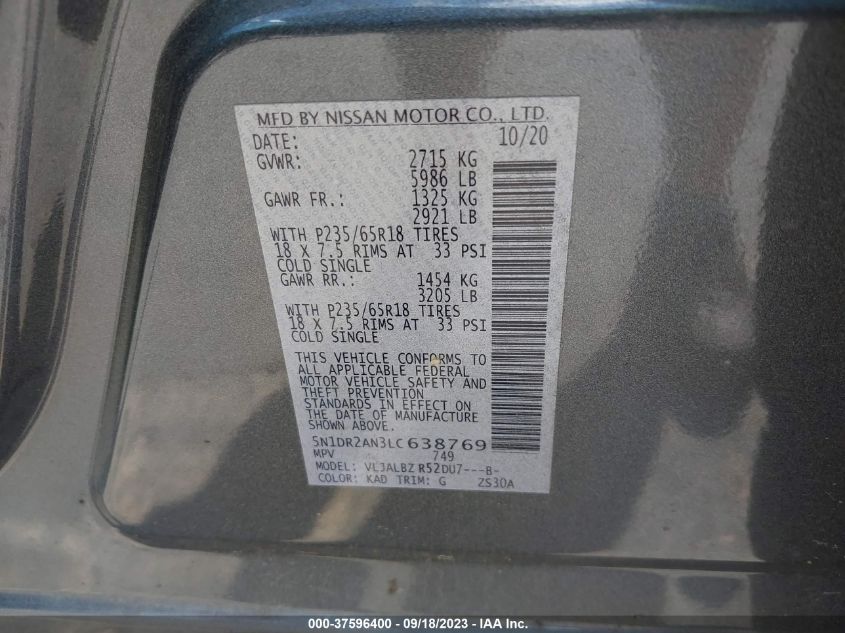 MFD BY NISSAN MOTOR CO., LTD.
DATE: 10/20
GVWR: 2715 KG
5986 LB
GAWR FR.: 1325 KG
2921 LB
WITH P235/65R18 TIRES
18 X 7.5 RIMS AT 33 PSI
COLD SINGLE
GAWR RR.: 1454 KG
3205 LB
WITH P235/65R18 TIRES
18 X 7.5 RIMS AT 33 PSI
COLD SINGLE
THIS VEHICLE CONFORMS TO
ALL APPLICABLE FEDERAL
MOTOR VEHICLE SAFETY AND
THEFT PREVENTION
STANDARDS IN EFFECT ON
THE DATE OF MANUFACTURE
SHOWN ABOVE.
5N1DR2AN3LC638769
MPV 749
MODEL: VLJALBZ R52DU7---B-
COLOR: KAD TRIM: G ZS30A
000-37596400 - 09/18/2023 - IAA Inc.